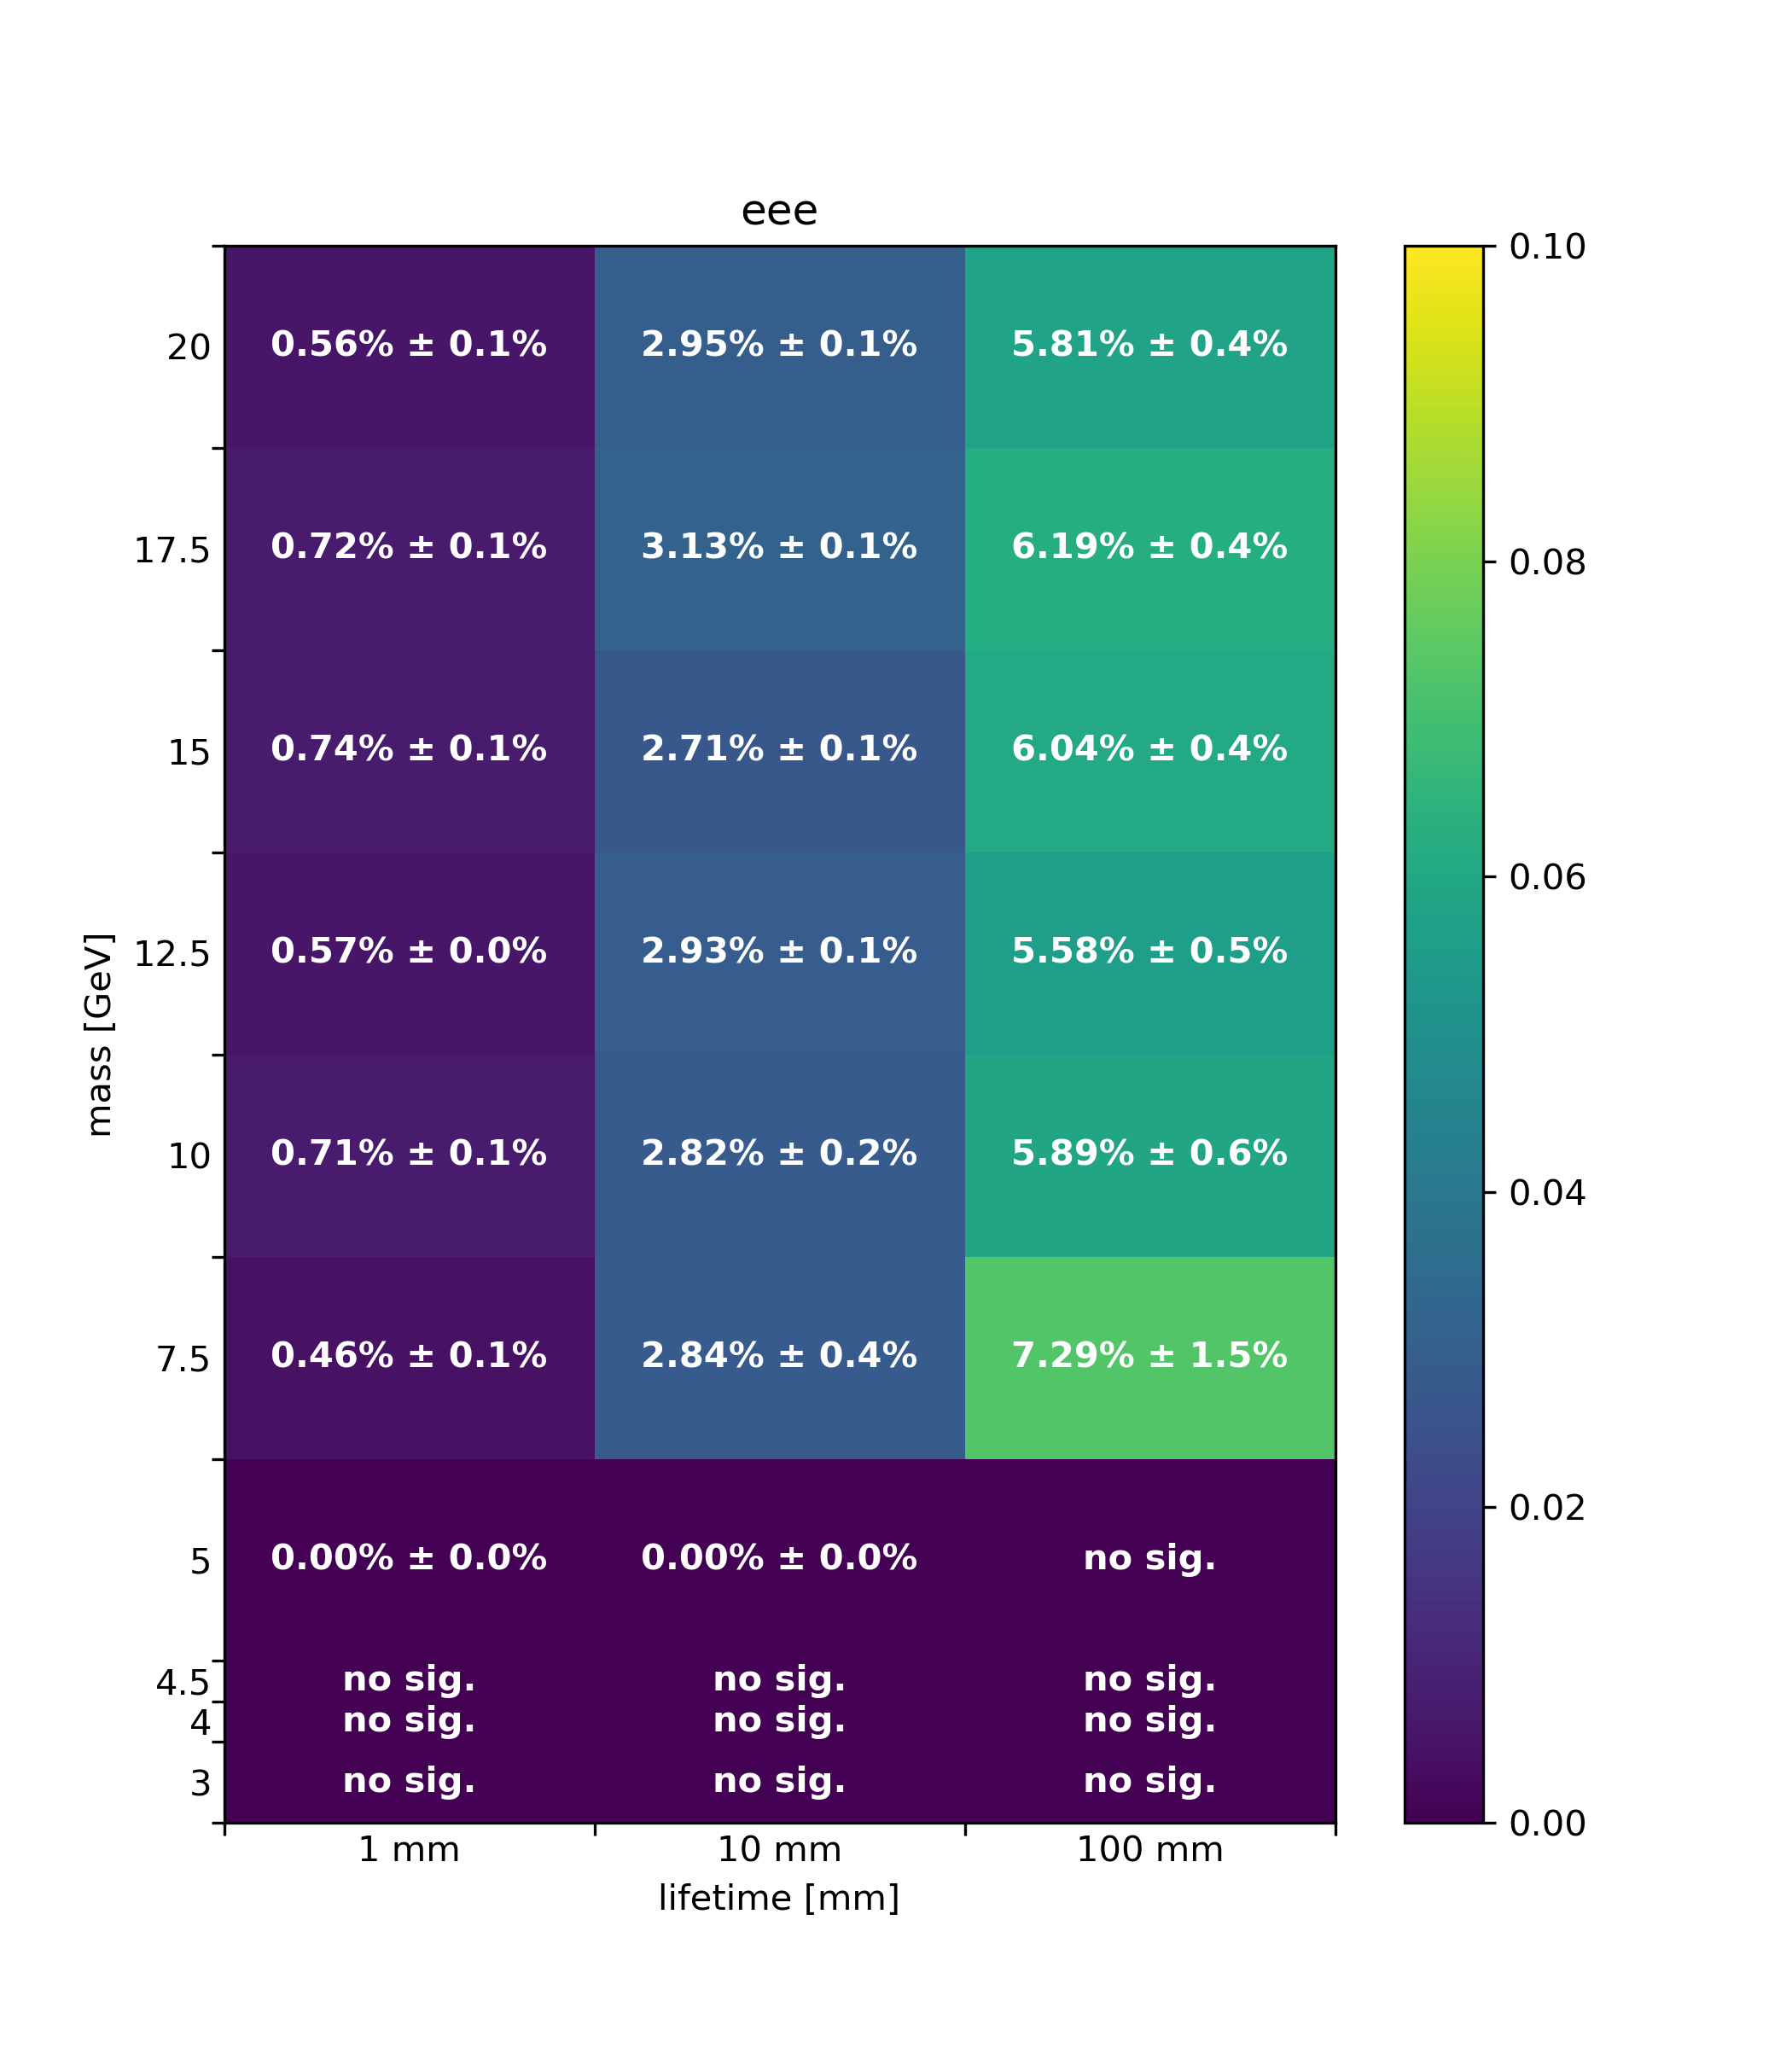 eee
20 0.56% ± 0.1% 2.95% ± 0.1% 5.81% ± 0.4%
17.5 0.72% ± 0.1% 3.13% ± 0.1% 6.19% ± 0.4%
15 0.74% ± 0.1% 2.71% ± 0.1% 6.04% ± 0.4%
12.5 0.57% ± 0.0% 2.93% ± 0.1% 5.58% ± 0.5%
10 0.71% ± 0.1% 2.82% ± 0.2% 5.89% ± 0.6%
7.5 0.46% ± 0.1% 2.84% ± 0.4% 7.29% ± 1.5%
5 0.00% ± 0.0% 0.00% ± 0.0% no sig.
4.5 no sig. no sig. no sig.
4 no sig. no sig. no sig.
3 no sig. no sig. no sig.
1 mm 10 mm 100 mm
lifetime [mm]
mass [GeV]
0.10
0.08
0.06
0.04
0.02
0.00